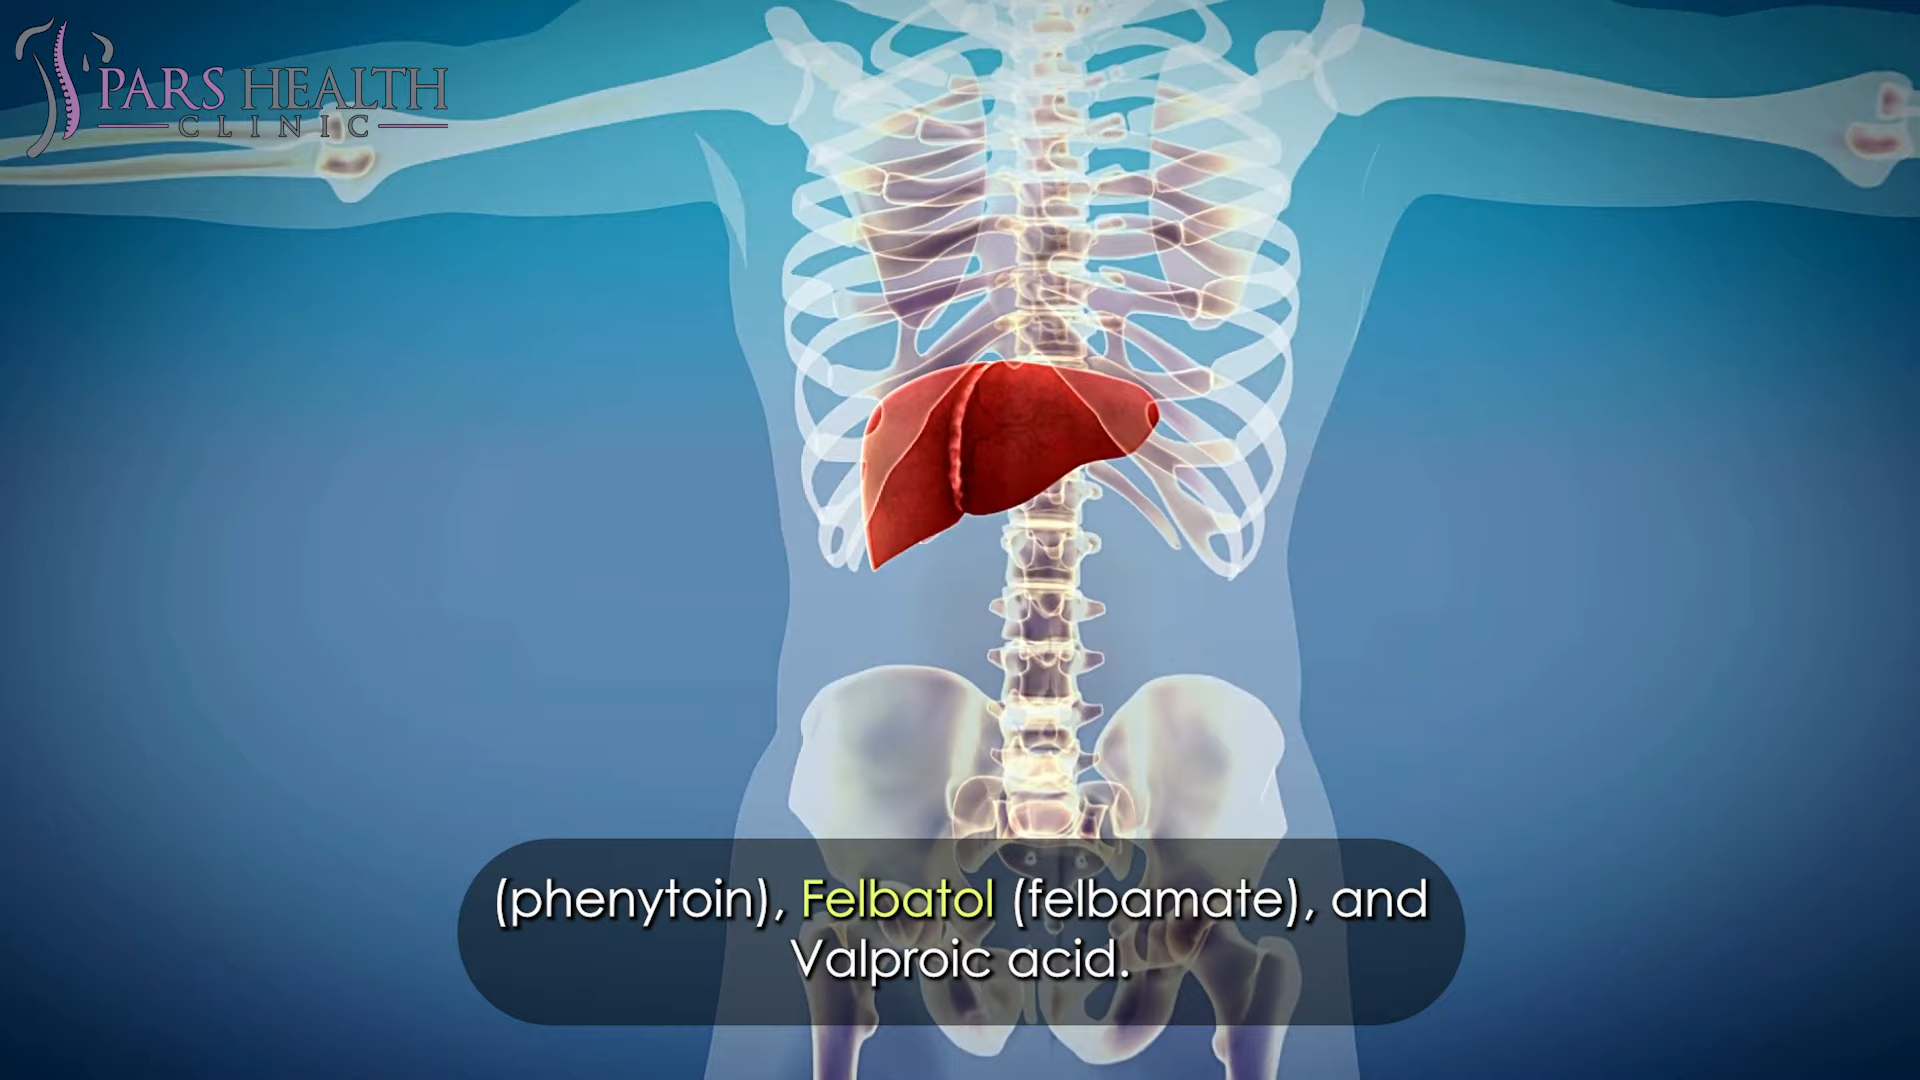 PARS HEALTH
CLINIC
(phenytoin), Felbatol (felbamate), and
Valproic acid.